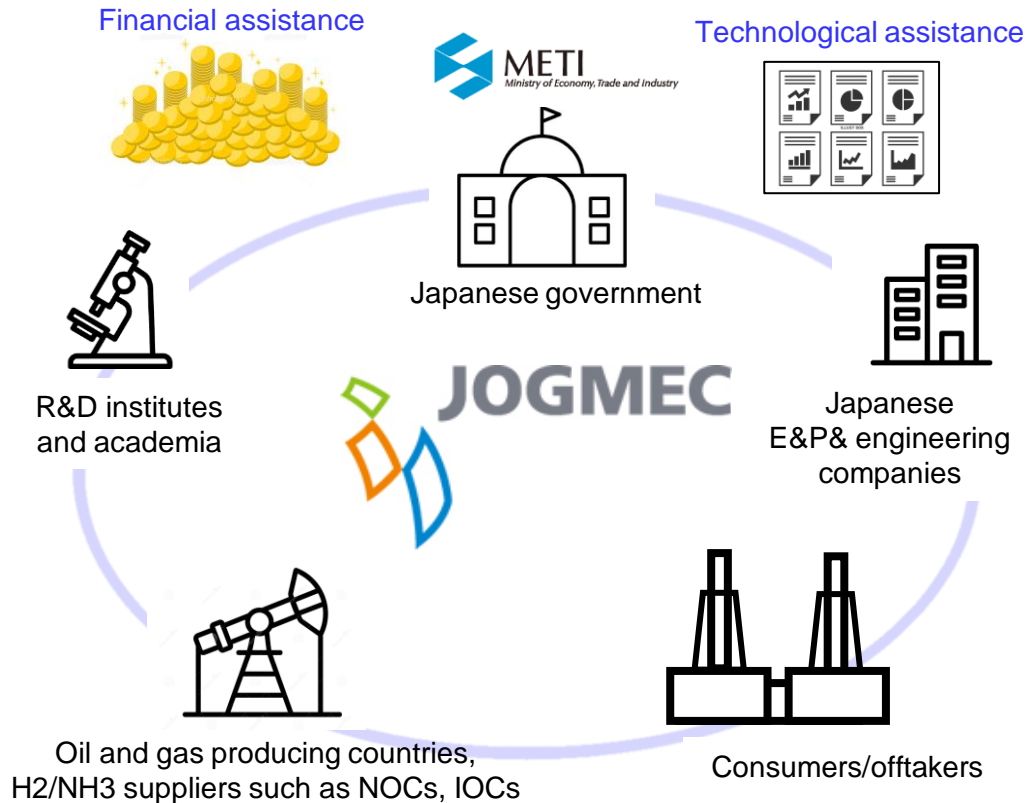 Financial assistance
METI
Ministry of Economy, Trade and Industry
Technological assistance
Japanese government
R&D institutes
and academia
JOGMEC
Japanese
E&P& engineering
companies
Oil and gas producing countries,
H2/NH3 suppliers such as NOCs, IOCs
Consumers/offtakers